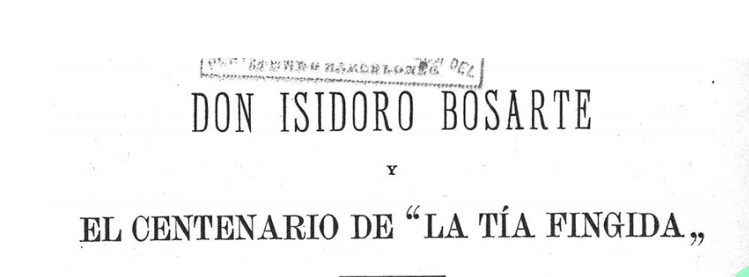 DON ISIDORO BOSARTE
Y
EL CENTENARIO DE “LA TÍA FINGIDA„